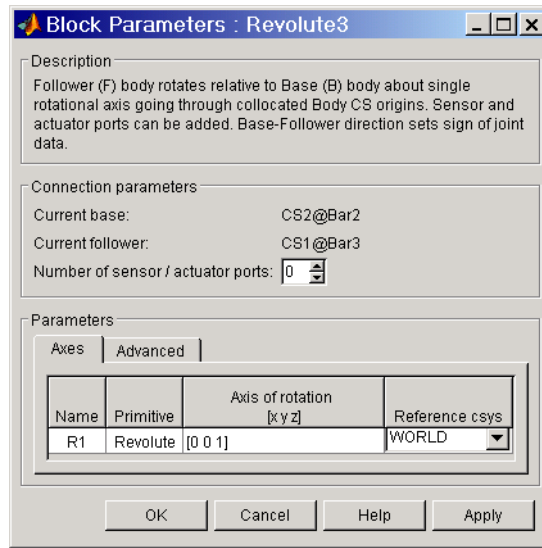 Block Parameters : Revolute3
Description
Follower (F) body rotates relative to Base (B) body about single
rotational axis going through collocated Body CS origins. Sensor and
actuator ports can be added. Base-Follower direction sets sign of joint
data.
Connection parameters
Current base: CS2@Bar2
Current follower: CS1@Bar3
Number of sensor / actuator ports: 0
Parameters
Axes Advanced
Name Primitive Axis of rotation [x y z] Reference csys
R1 Revolute [0 0 1] WORLD
OK Cancel Help Apply